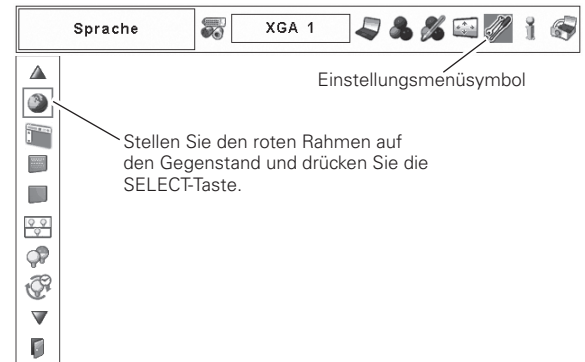 Sprache
XGA 1
Einstellungsmenüsymbol
Stellen Sie den roten Rahmen auf
den Gegenstand und drücken Sie die
SELECT-Taste.